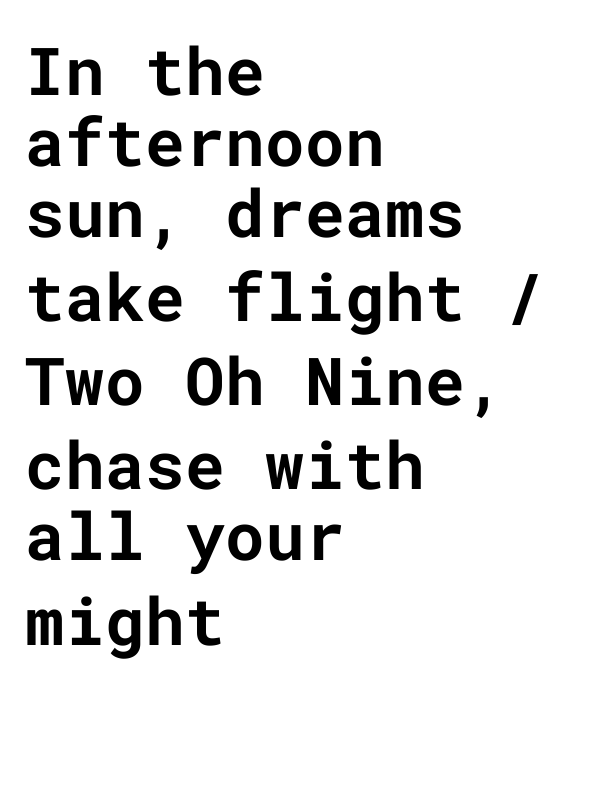 In the
afternoon
sun, dreams
take flight /
Two Oh Nine,
chase with
all your
might